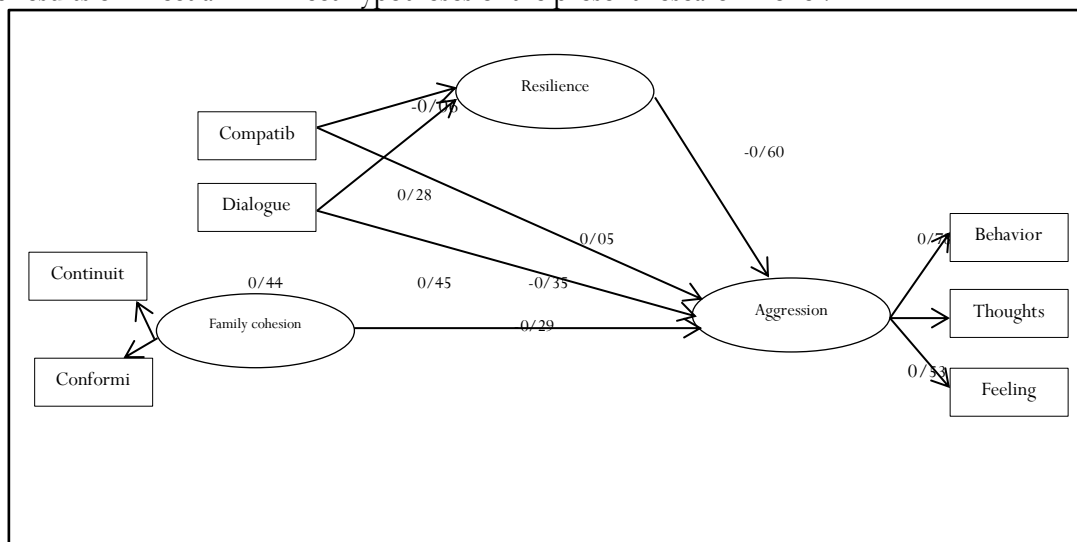 Resilience
-0/06
Compatib
-0/60
Dialogue
0/28
0/05
Behavior
Continuit
0/44
0/45
-0/35
Aggression
Thoughts
Family cohesion
0/29
Conformi
Feeling